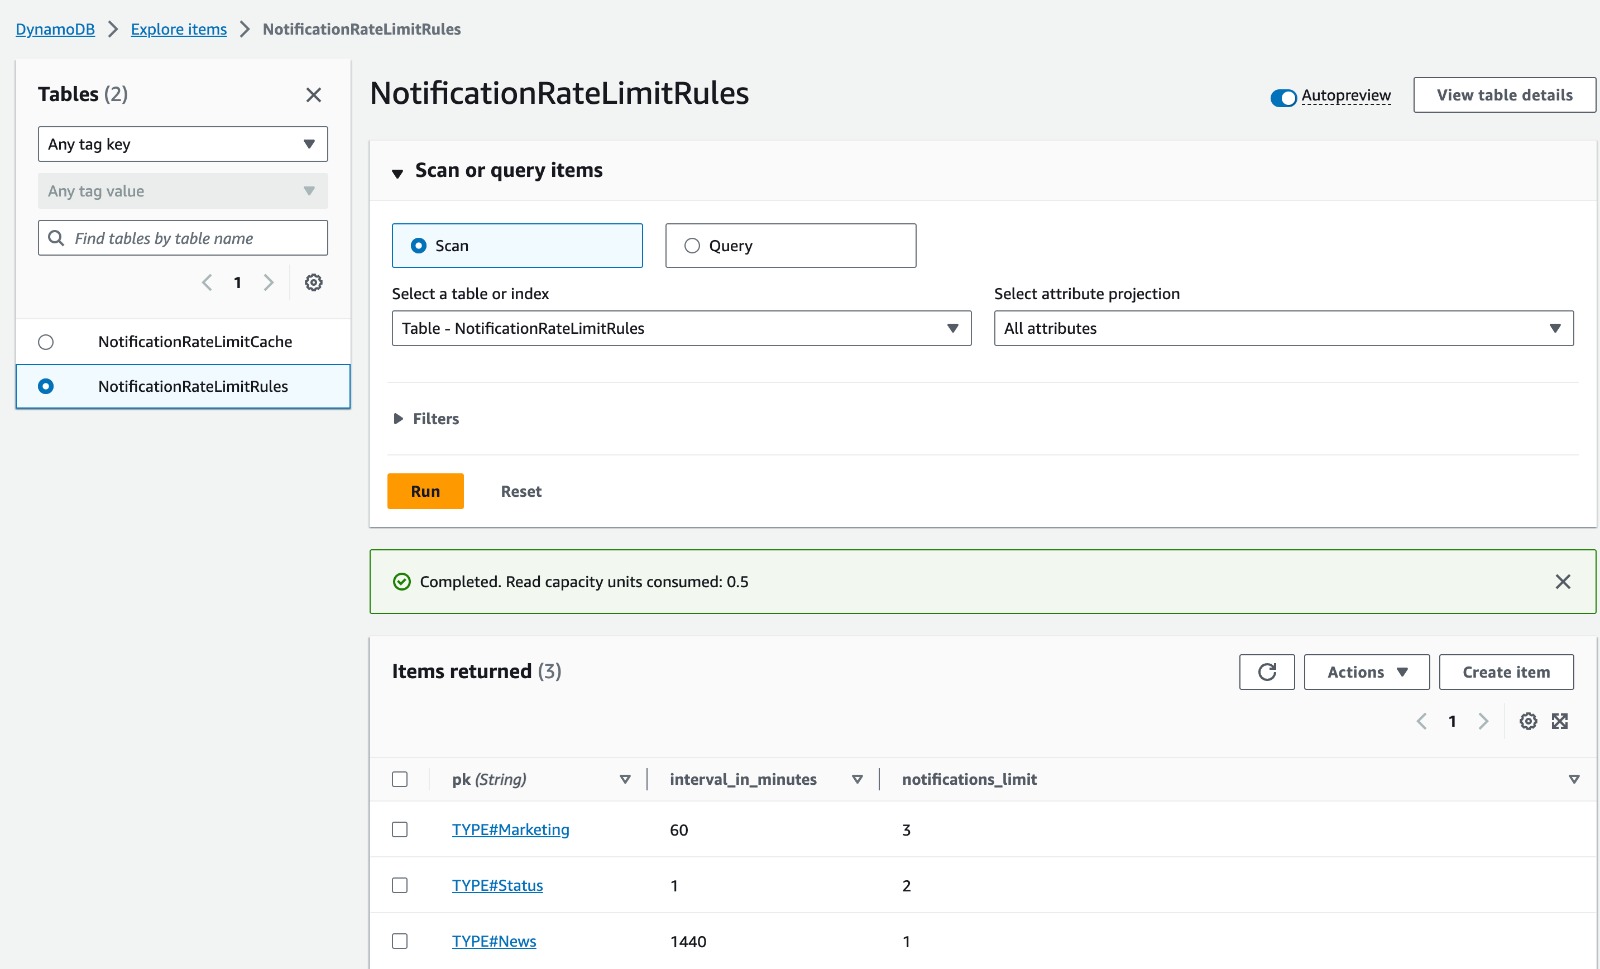 DynamoDB > Explore items > NotificationRateLimitRules
Tables (2)
Any tag key
Any tag value
Find tables by table name
1
NotificationRateLimitCache
NotificationRateLimitRules
NotificationRateLimitRules
Autopreview
View table details
Scan or query items
Scan
Query
Select a table or index
Select attribute projection
Table - NotificationRateLimitRules
All attributes
Filters
Run
Reset
Completed. Read capacity units consumed: 0.5
Items returned (3)
Actions
Create item
1
pk (String) interval_in_minutes notifications_limit
TYPE#Marketing 60 3
TYPE#Status 1 2
TYPE#News 1440 1